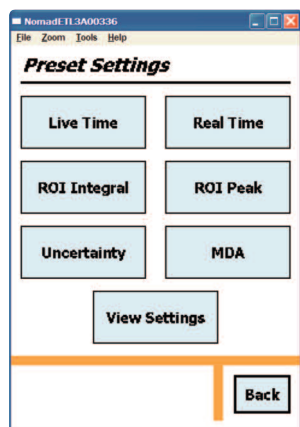 NomadETL3A00336
File Zoom Tools Help
Preset Settings
Live Time Real Time
ROI Integral ROI Peak
Uncertainty MDA
View Settings
Back